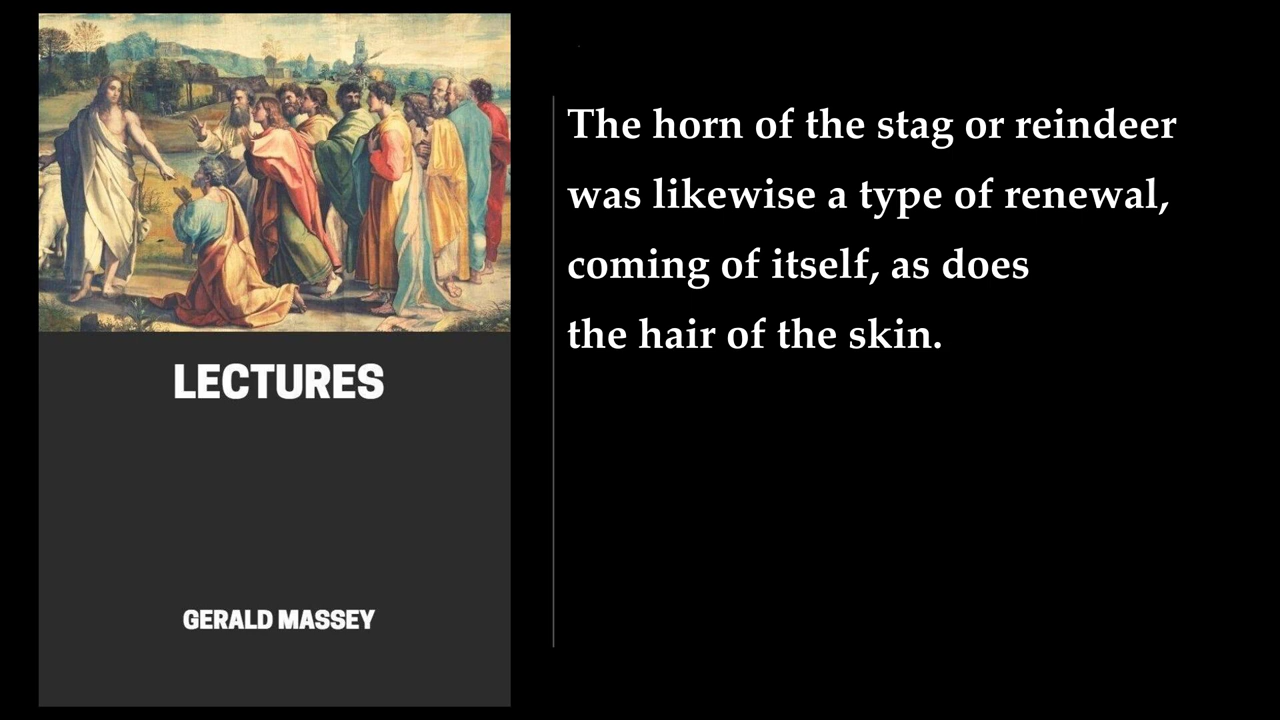 LECTURES
GERALD MASSEY
The horn of the stag or reindeer
was likewise a type of renewal,
coming of itself, as does
the hair of the skin.